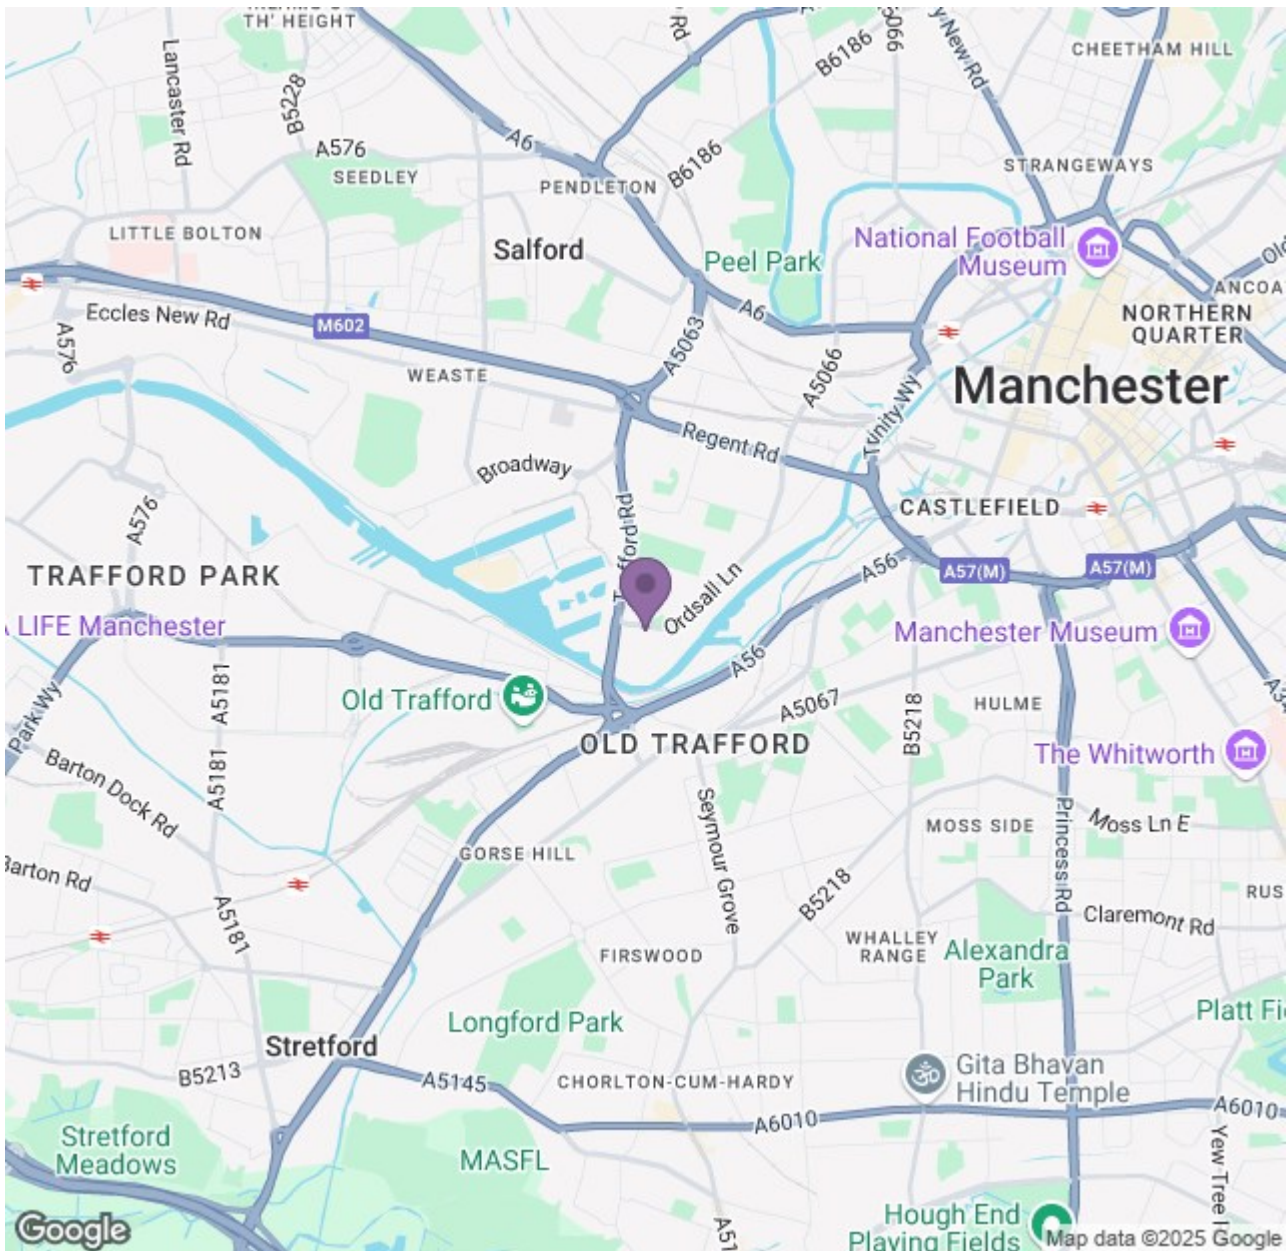 TH' HEIGHT
Lancaster Rd
B5228
Rd
B6186
A5066
y New Rd
CHEETHAM HILL
A576
SEEDLEY
A6
PENDLETON
B6186
STRANGEWAYS
LITTLE BOLTON
Salford
Peel Park
National Football
Museum
ANCOA
NORTHERN
QUARTER
Eccles New Rd
A576
M602
A5063
A6
A5066
WEASTE
Trinity Wy
Manchester
Regent Rd
Broadway
A576
CASTLEFIELD
TRAFFORD PARK
Ordsall Ln
A56
A57(M)
A57(M)
A LIFE Manchester
Manchester Museum
Park Wy
A5181
Old Trafford
A56
A5067
B5218
HULME
A34
OLD TRAFFORD
The Whitworth
Barton Dock Rd
A5181
Seymour Grove
Princess Rd
Moss Ln E
MOSS SIDE
GORSE HILL
Barton Rd
B5218
RUS
A5181
Claremont Rd
FIRSWOOD
WHALLEY
RANGE
Alexandra
Park
Longford Park
Platt Fi
Stretford
B5213
A5145
CHORLTON-CUM-HARDY
Gita Bhavan
Hindu Temple
A6010
A6010
Stretford
Meadows
MASFL
Yew Tree
Hough End
Playing Fields
A51
Google
Map data ©2025 Google